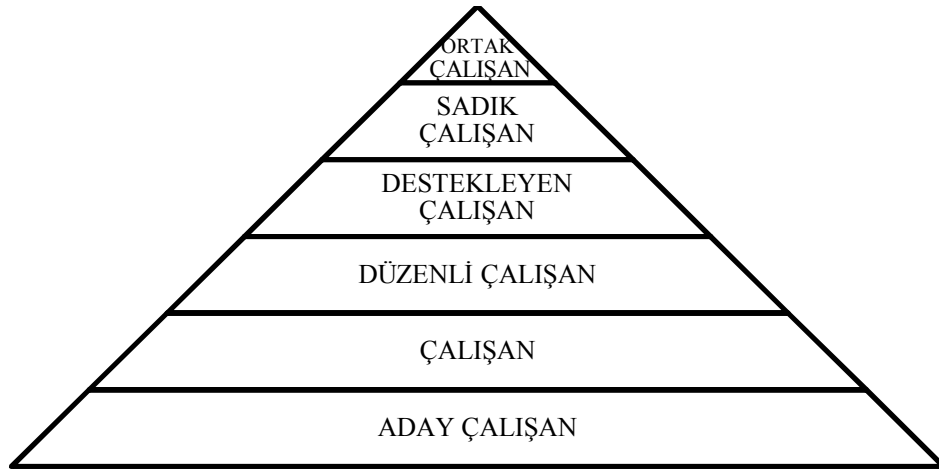 ORTAK
ÇALIŞAN
SADIK
ÇALIŞAN
DESTEKLEYEN
ÇALIŞAN
DÜZENLİ ÇALIŞAN
ÇALIŞAN
ADAY ÇALIŞAN